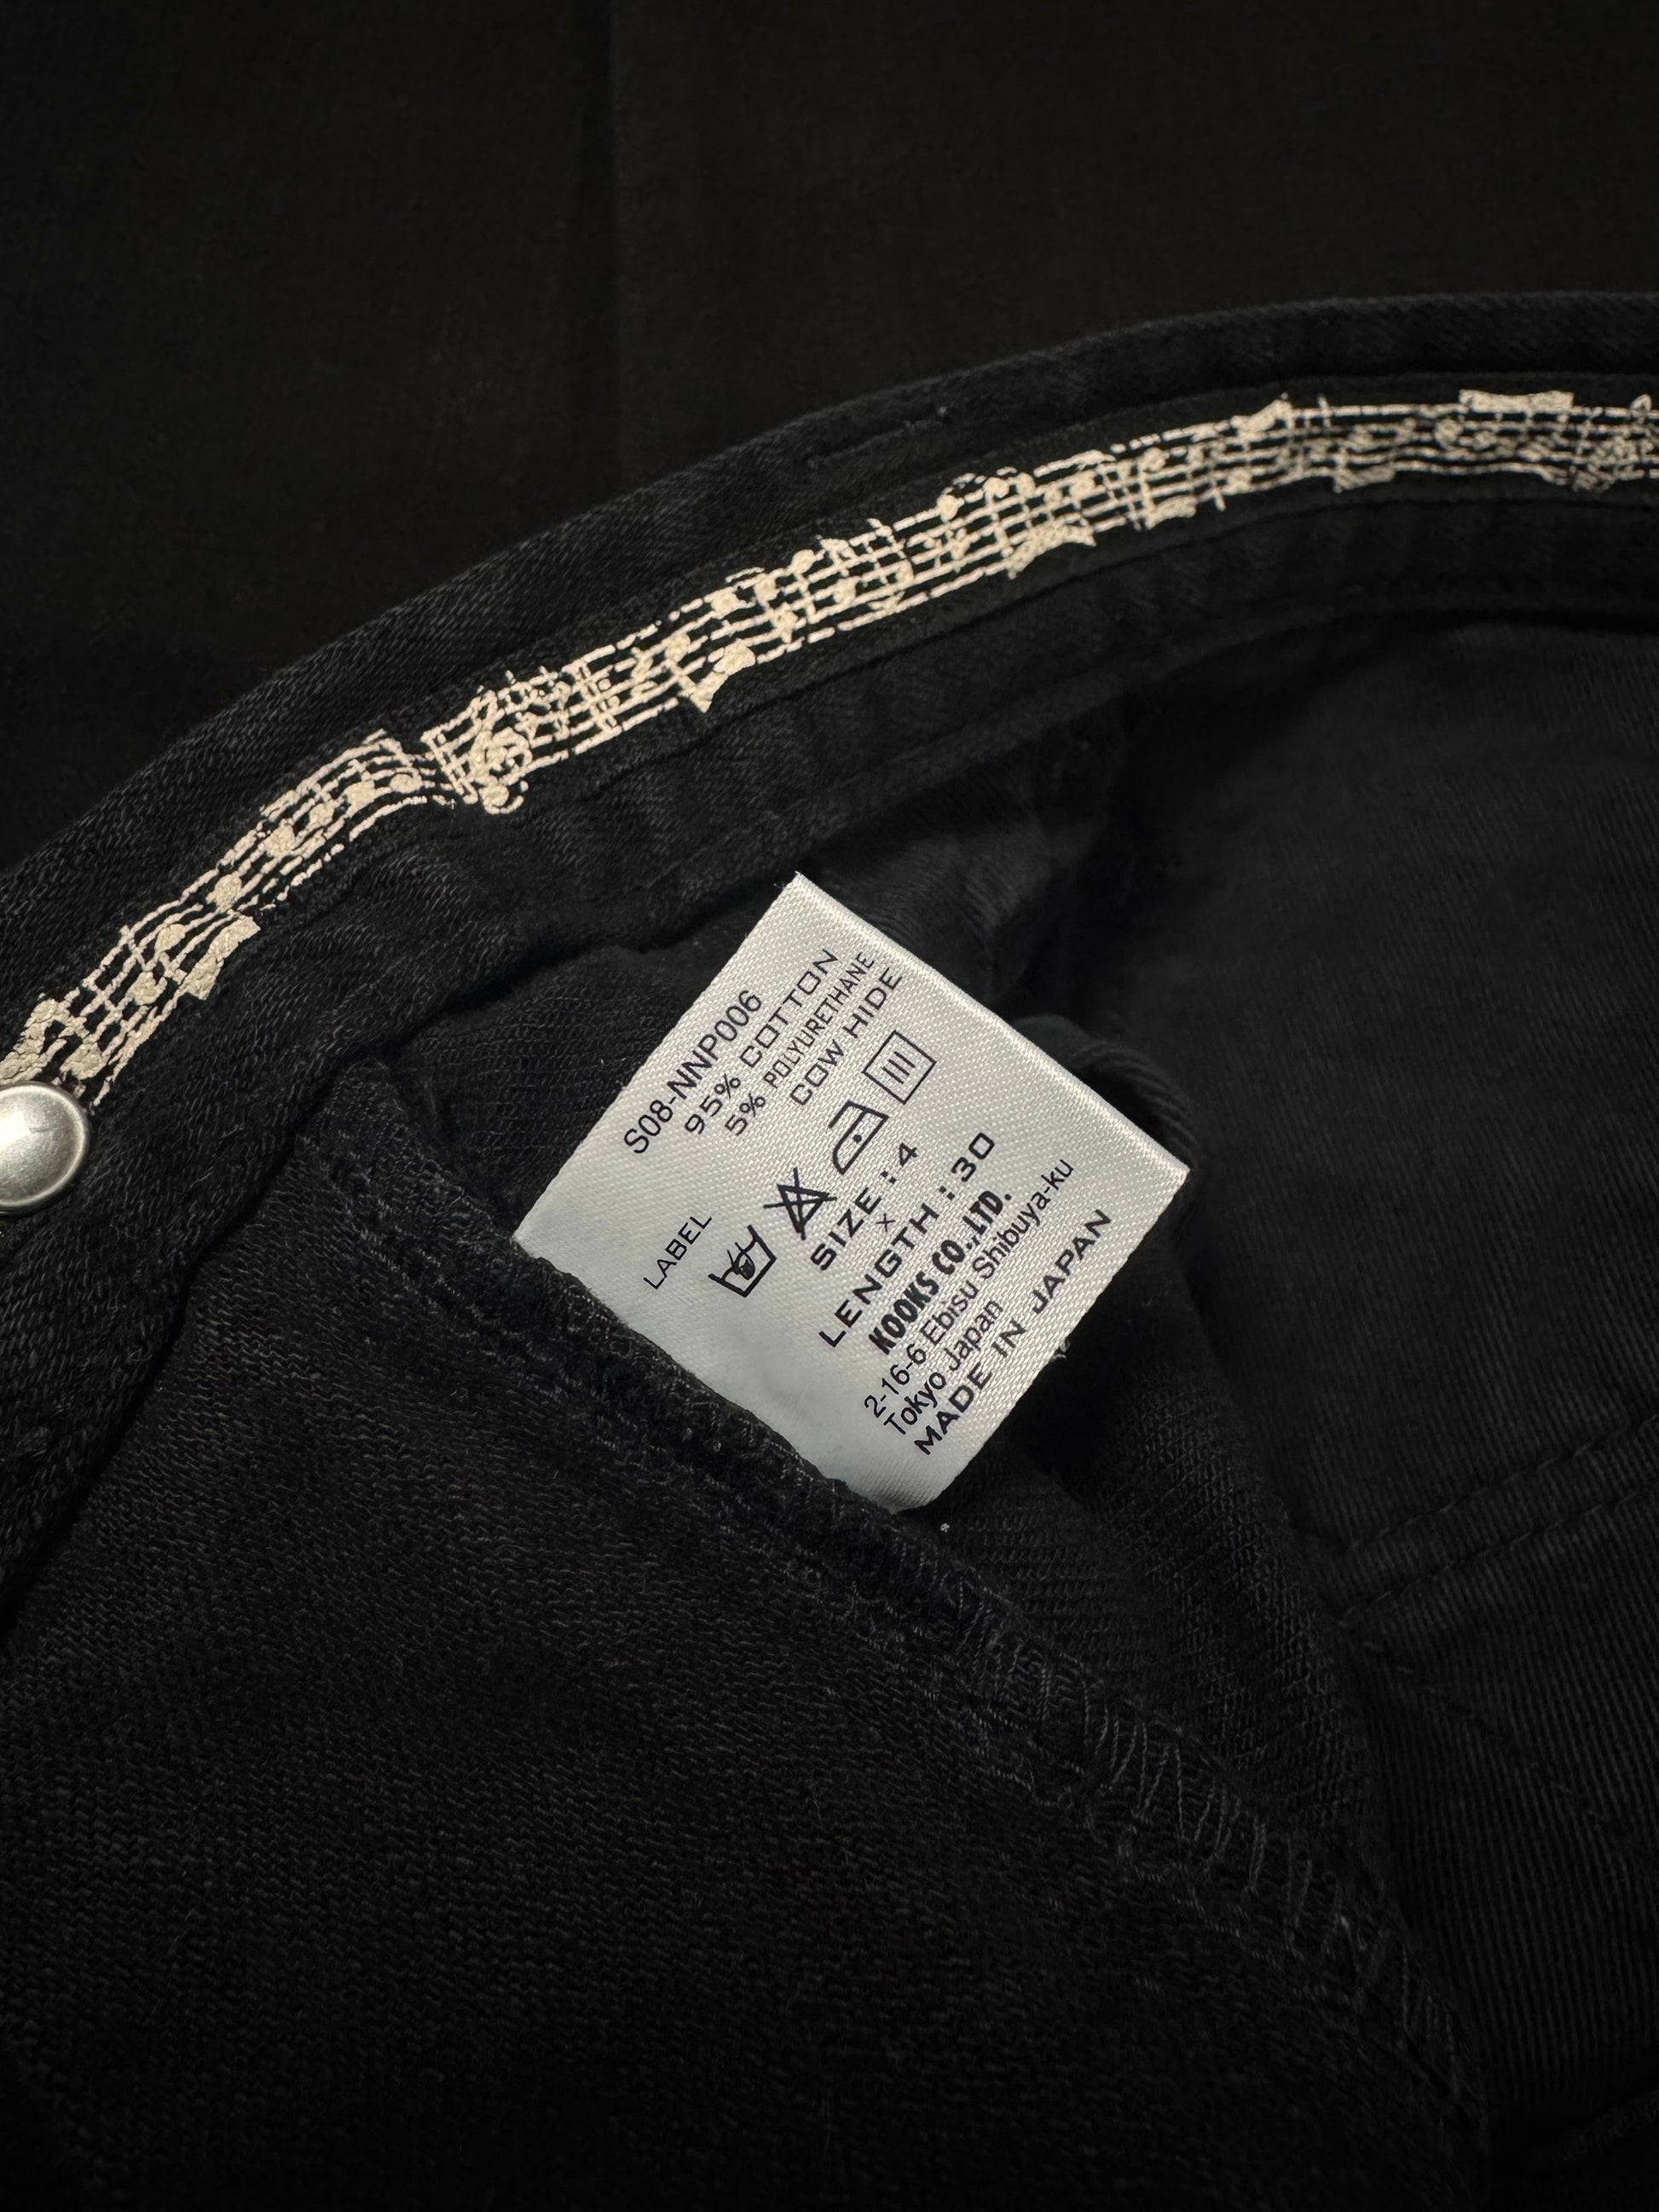 S08-NNP006
95% COTTON
5% POLYURETHANE
LABEL COW HIDE
SIZE : 4
×
LENGTH : 30
KOOKS CO.,LTD.
2-16-6 Ebisu Shibuya-ku
Tokyo Japan
MADE IN JAPAN